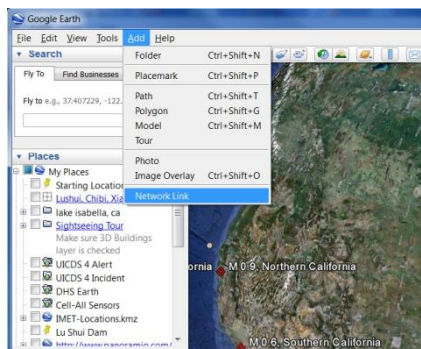 Google Earth
File Edit View Tools Add Help
Search
Fly To Find Businesses
Fly to e.g., 37.407229, -122.
Folder Ctrl+Shift+N
Placemark Ctrl+Shift+P
Path Ctrl+Shift+T
Polygon Ctrl+Shift+G
Model Ctrl+Shift+M
Tour
Photo
Image Overlay Ctrl+Shift+O
Network Link
Places
My Places
Starting Location
Lushui, Chibi, Xia
lake isabella, ca
Sightseeing Tour
Make sure 3D Buildings
layer is checked
UICDS 4 Alert
UICDS 4 Incident
DHS Earth
Cell-All Sensors
IMET-Locations.kmz
Lu Shui Dam
http://www.panoramio.com/
ornia
M 0.9, Northern California
M 0.6, Southern California